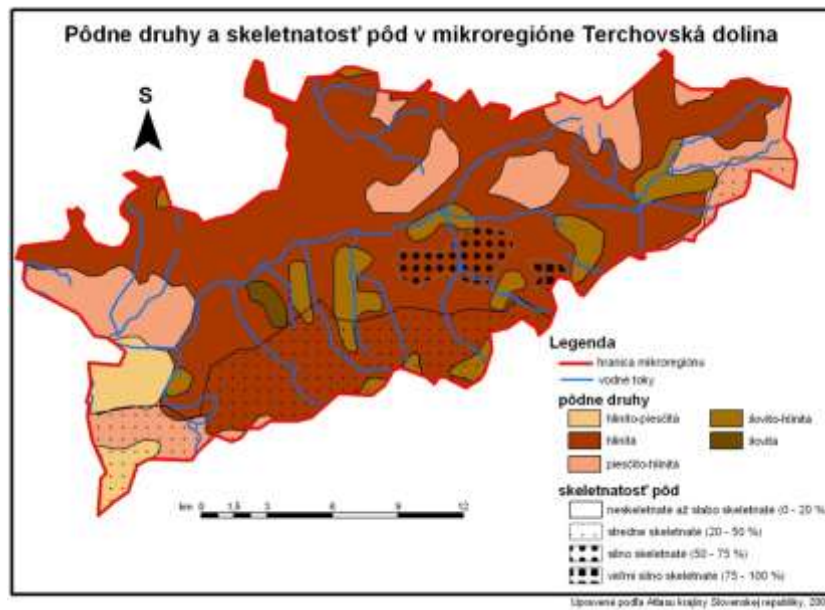 Pôdne druhy a skeletnatosť pôd v mikroregióne Terchovská dolina
S
Legenda
hranica mikroregiónu
vodné toky
pôdne druhy
hlinito-piesčitá
ílovito-hlinitá
hlinitá
ílovitá
piesčito-hlinitá
skeletnatosť pôd
neskeletnaté až slabo skeletnaté (0 - 20 %)
stredne skeletnaté (20 - 50 %)
silno skeletnaté (50 - 75 %)
veľmi silno skeletnaté (75 - 100 %)
km 0 1,5 3 6 9 12
Upravené podľa Atlasu krajiny Slovenskej republiky,